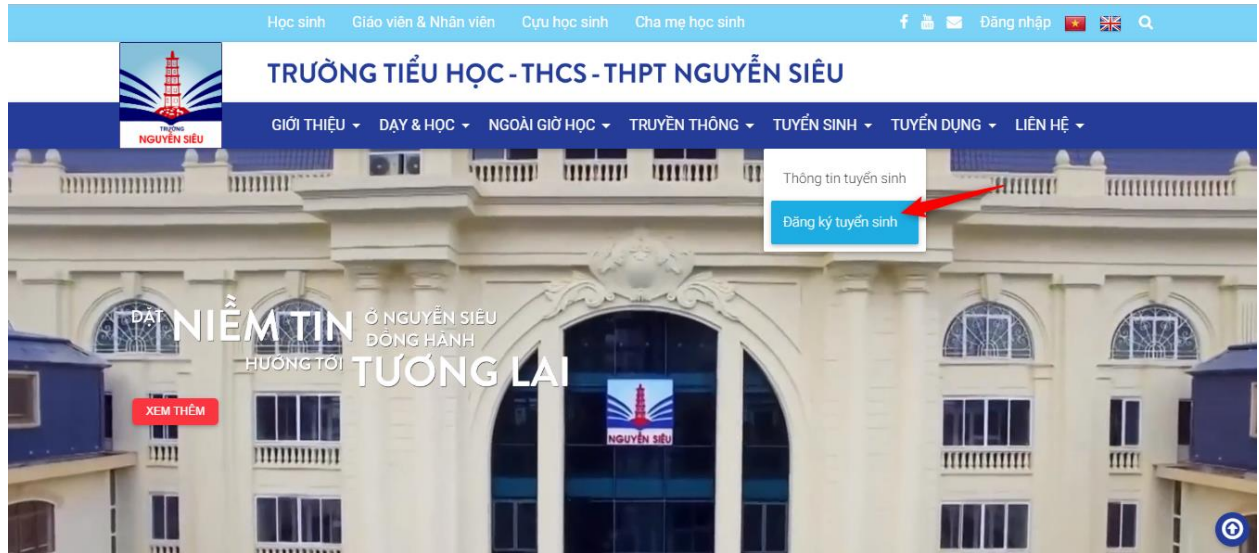 Học sinh Giáo viên & Nhân viên Cựu học sinh Cha mẹ học sinh Đăng nhập
TRƯỜNG TIỂU HỌC - THCS - THPT NGUYỄN SIÊU
TRƯỜNG
NGUYỄN SIÊU
GIỚI THIỆU DẠY & HỌC NGOÀI GIỜ HỌC TRUYỀN THÔNG TUYỂN SINH TUYỂN DỤNG LIÊN HỆ
Thông tin tuyển sinh
Đăng ký tuyển sinh
ĐẶT NIỀM TIN Ở NGUYỄN SIÊU
ĐỒNG HÀNH
HƯỚNG TỚI TƯƠNG LAI
XEM THÊM
NGUYỄN SIÊU